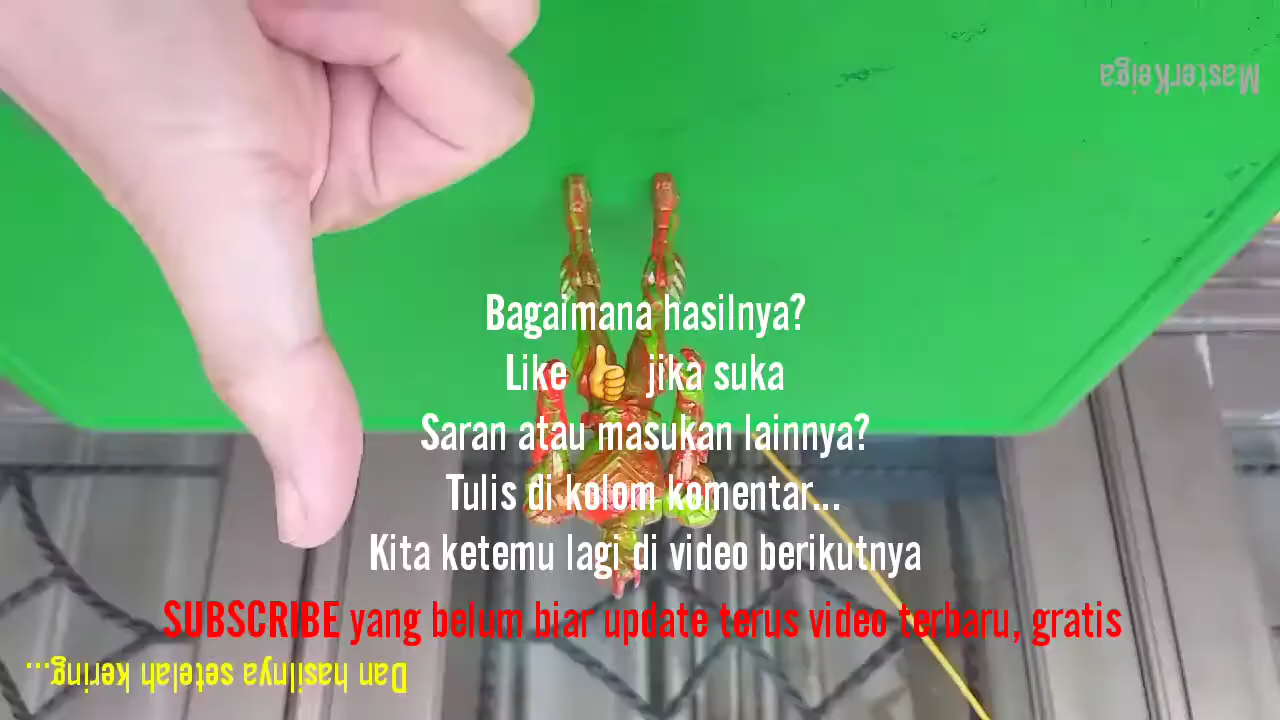 MasterKeiga
Bagaimana hasilnya?
Like 👍 jika suka
Saran atau masukan lainnya?
Tulis di kolom komentar...
Kita ketemu lagi di video berikutnya
SUBSCRIBE yang belum biar update terus video terbaru, gratis
Dan hasilnya setelah kering...